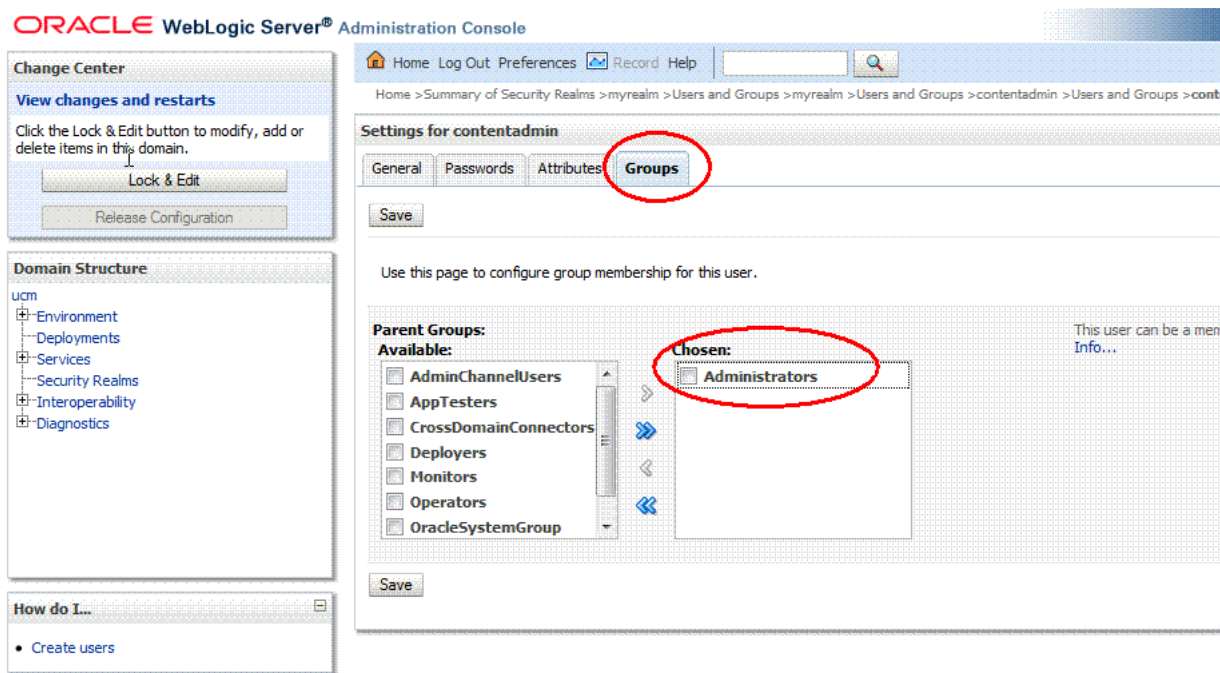 ORACLE WebLogic Server® Administration Console
Change Center
View changes and restarts
Click the Lock & Edit button to modify, add or
delete items in this domain.
Lock & Edit
Release Configuration
Domain Structure
ucm
Environment
Deployments
Services
Security Realms
Interoperability
Diagnostics
How do I...
Create users
Home Log Out Preferences Record Help
Home >Summary of Security Realms >myrealm >Users and Groups >myrealm >Users and Groups >contentadmin >Users and Groups >cont
Settings for contentadmin
General Passwords Attributes Groups
Save
Use this page to configure group membership for this user.
Parent Groups:
Available:
AdminChannelUsers
AppTesters
CrossDomainConnectors
Deployers
Monitors
Operators
OracleSystemGroup
Chosen:
Administrators
This user can be a mem
Info...
Save